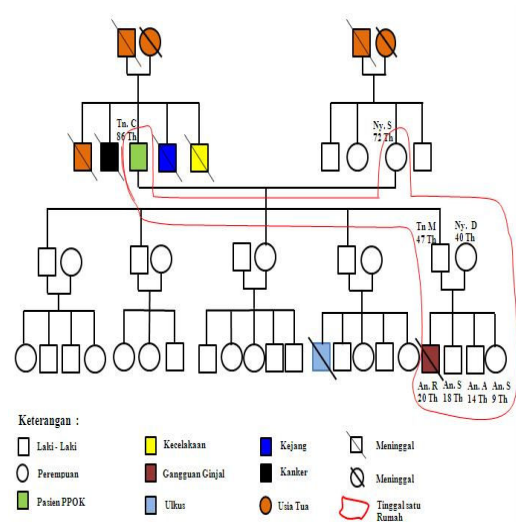 Tn. C
86 Th
Ny. S
72 Th
Tn M
47 Th
Ny. D
40 Th
An. R
20 Th
An. S
18 Th
An. A
14 Th
An. S
9 Th
Keterangan :
Laki - Laki
Kecelakaan
Kejang
Meninggal
Perempuan
Gangguan Ginjal
Kanker
Meninggal
Pasien PPOK
Ulkus
Usia Tua
Tinggal satu
Rumah